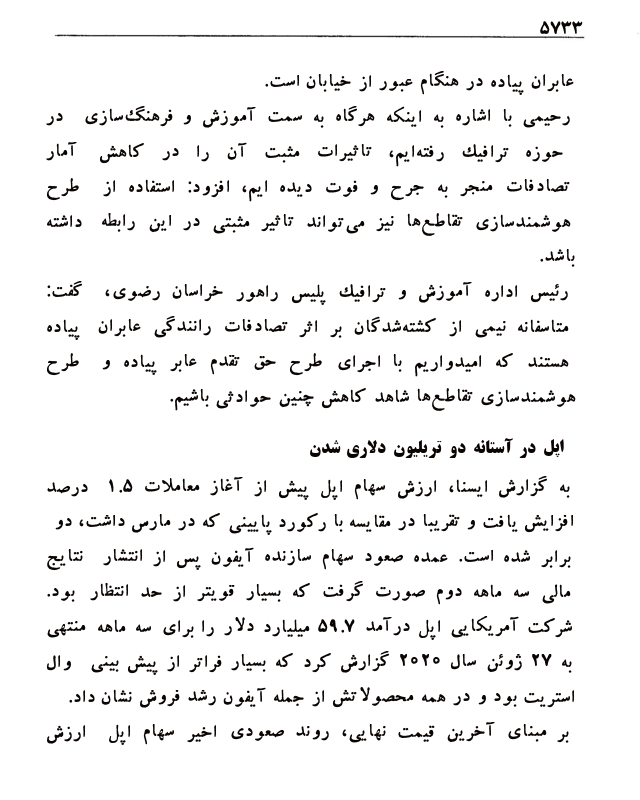 ۵۷۳۳
عابران پیاده در هنگام عبور از خیابان است.
رحیمی با اشاره به اینکه هرگاه به سمت آموزش و فرهنگ‌سازی در
حوزه ترافیك رفته‌ایم، تاثیرات مثبت آن را در کاهش آمار
تصادفات منجر به جرح و فوت دیده ایم، افزود: استفاده از طرح
هوشمندسازی تقاطع‌ها نیز می‌تواند تاثیر مثبتی در این رابطه داشته
باشد.
رئیس اداره آموزش و ترافیك پلیس راهور خراسان رضوی، گفت:
متاسفانه نیمی از کشته‌شدگان بر اثر تصادفات رانندگی عابران پیاده
هستند که امیدواریم با اجرای طرح حق تقدم عابر پیاده و طرح
هوشمندسازی تقاطع‌ها شاهد کاهش چنین حوادثی باشیم.
اپل در آستانه دو تریلیون دلاری شدن
به گزارش ایسنا، ارزش سهام اپل پیش از آغاز معاملات ۱.۵ درصد
افزایش یافت و تقریبا در مقایسه با رکورد پایینی که در مارس داشت، دو
برابر شده است. عمده صعود سهام سازنده آیفون پس از انتشار نتایج
مالی سه ماهه دوم صورت گرفت که بسیار قویتر از حد انتظار بود.
شرکت آمریکایی اپل درآمد ۵۹.۷ میلیارد دلار را برای سه ماهه منتهی
به ۲۷ ژوئن سال ۲۰۲۰ گزارش کرد که بسیار فراتر از پیش بینی وال
استریت بود و در همه محصولاتش از جمله آیفون رشد فروش نشان داد.
بر مبنای آخرین قیمت نهایی، روند صعودی اخیر سهام اپل ارزش